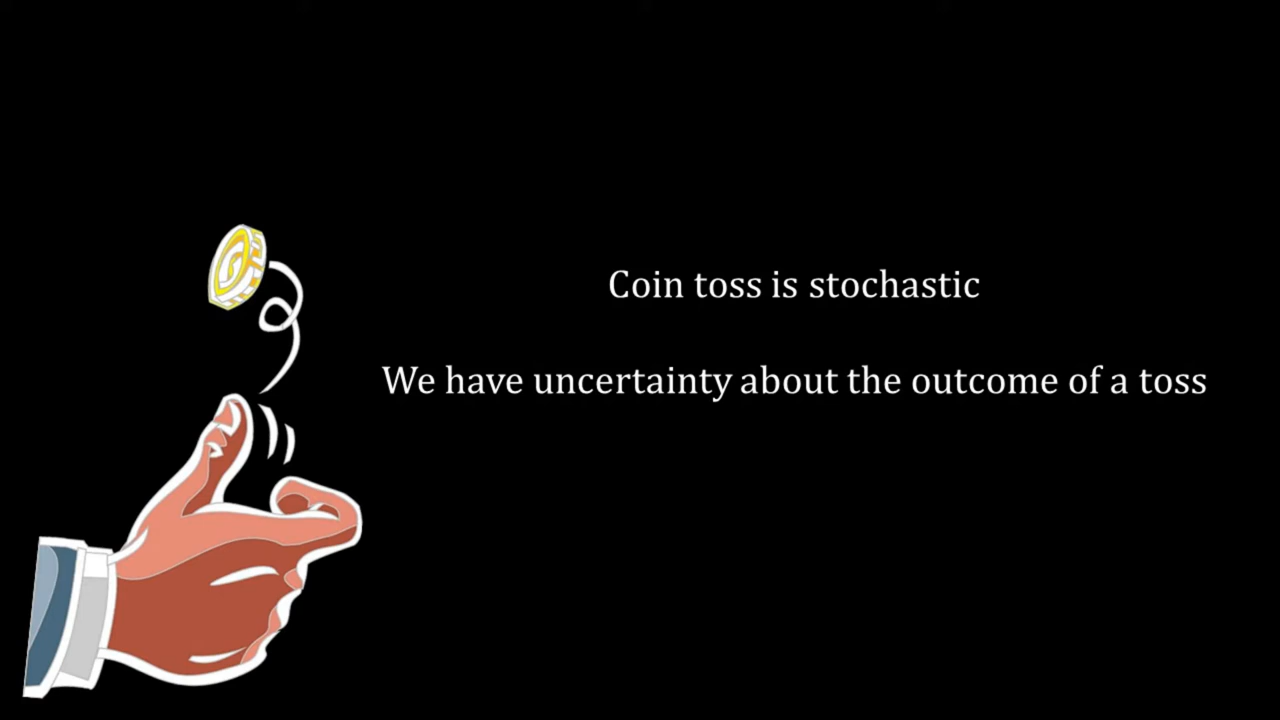 Coin toss is stochastic
We have uncertainty about the outcome of a toss